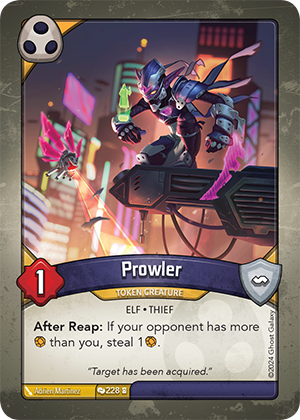 1
Prowler
TOKEN CREATURE
ELF • THIEF
After Reap: If your opponent has more
than you, steal 1.
"Target has been acquired."
Adrien Martinez
228
©2024 Ghost Galaxy